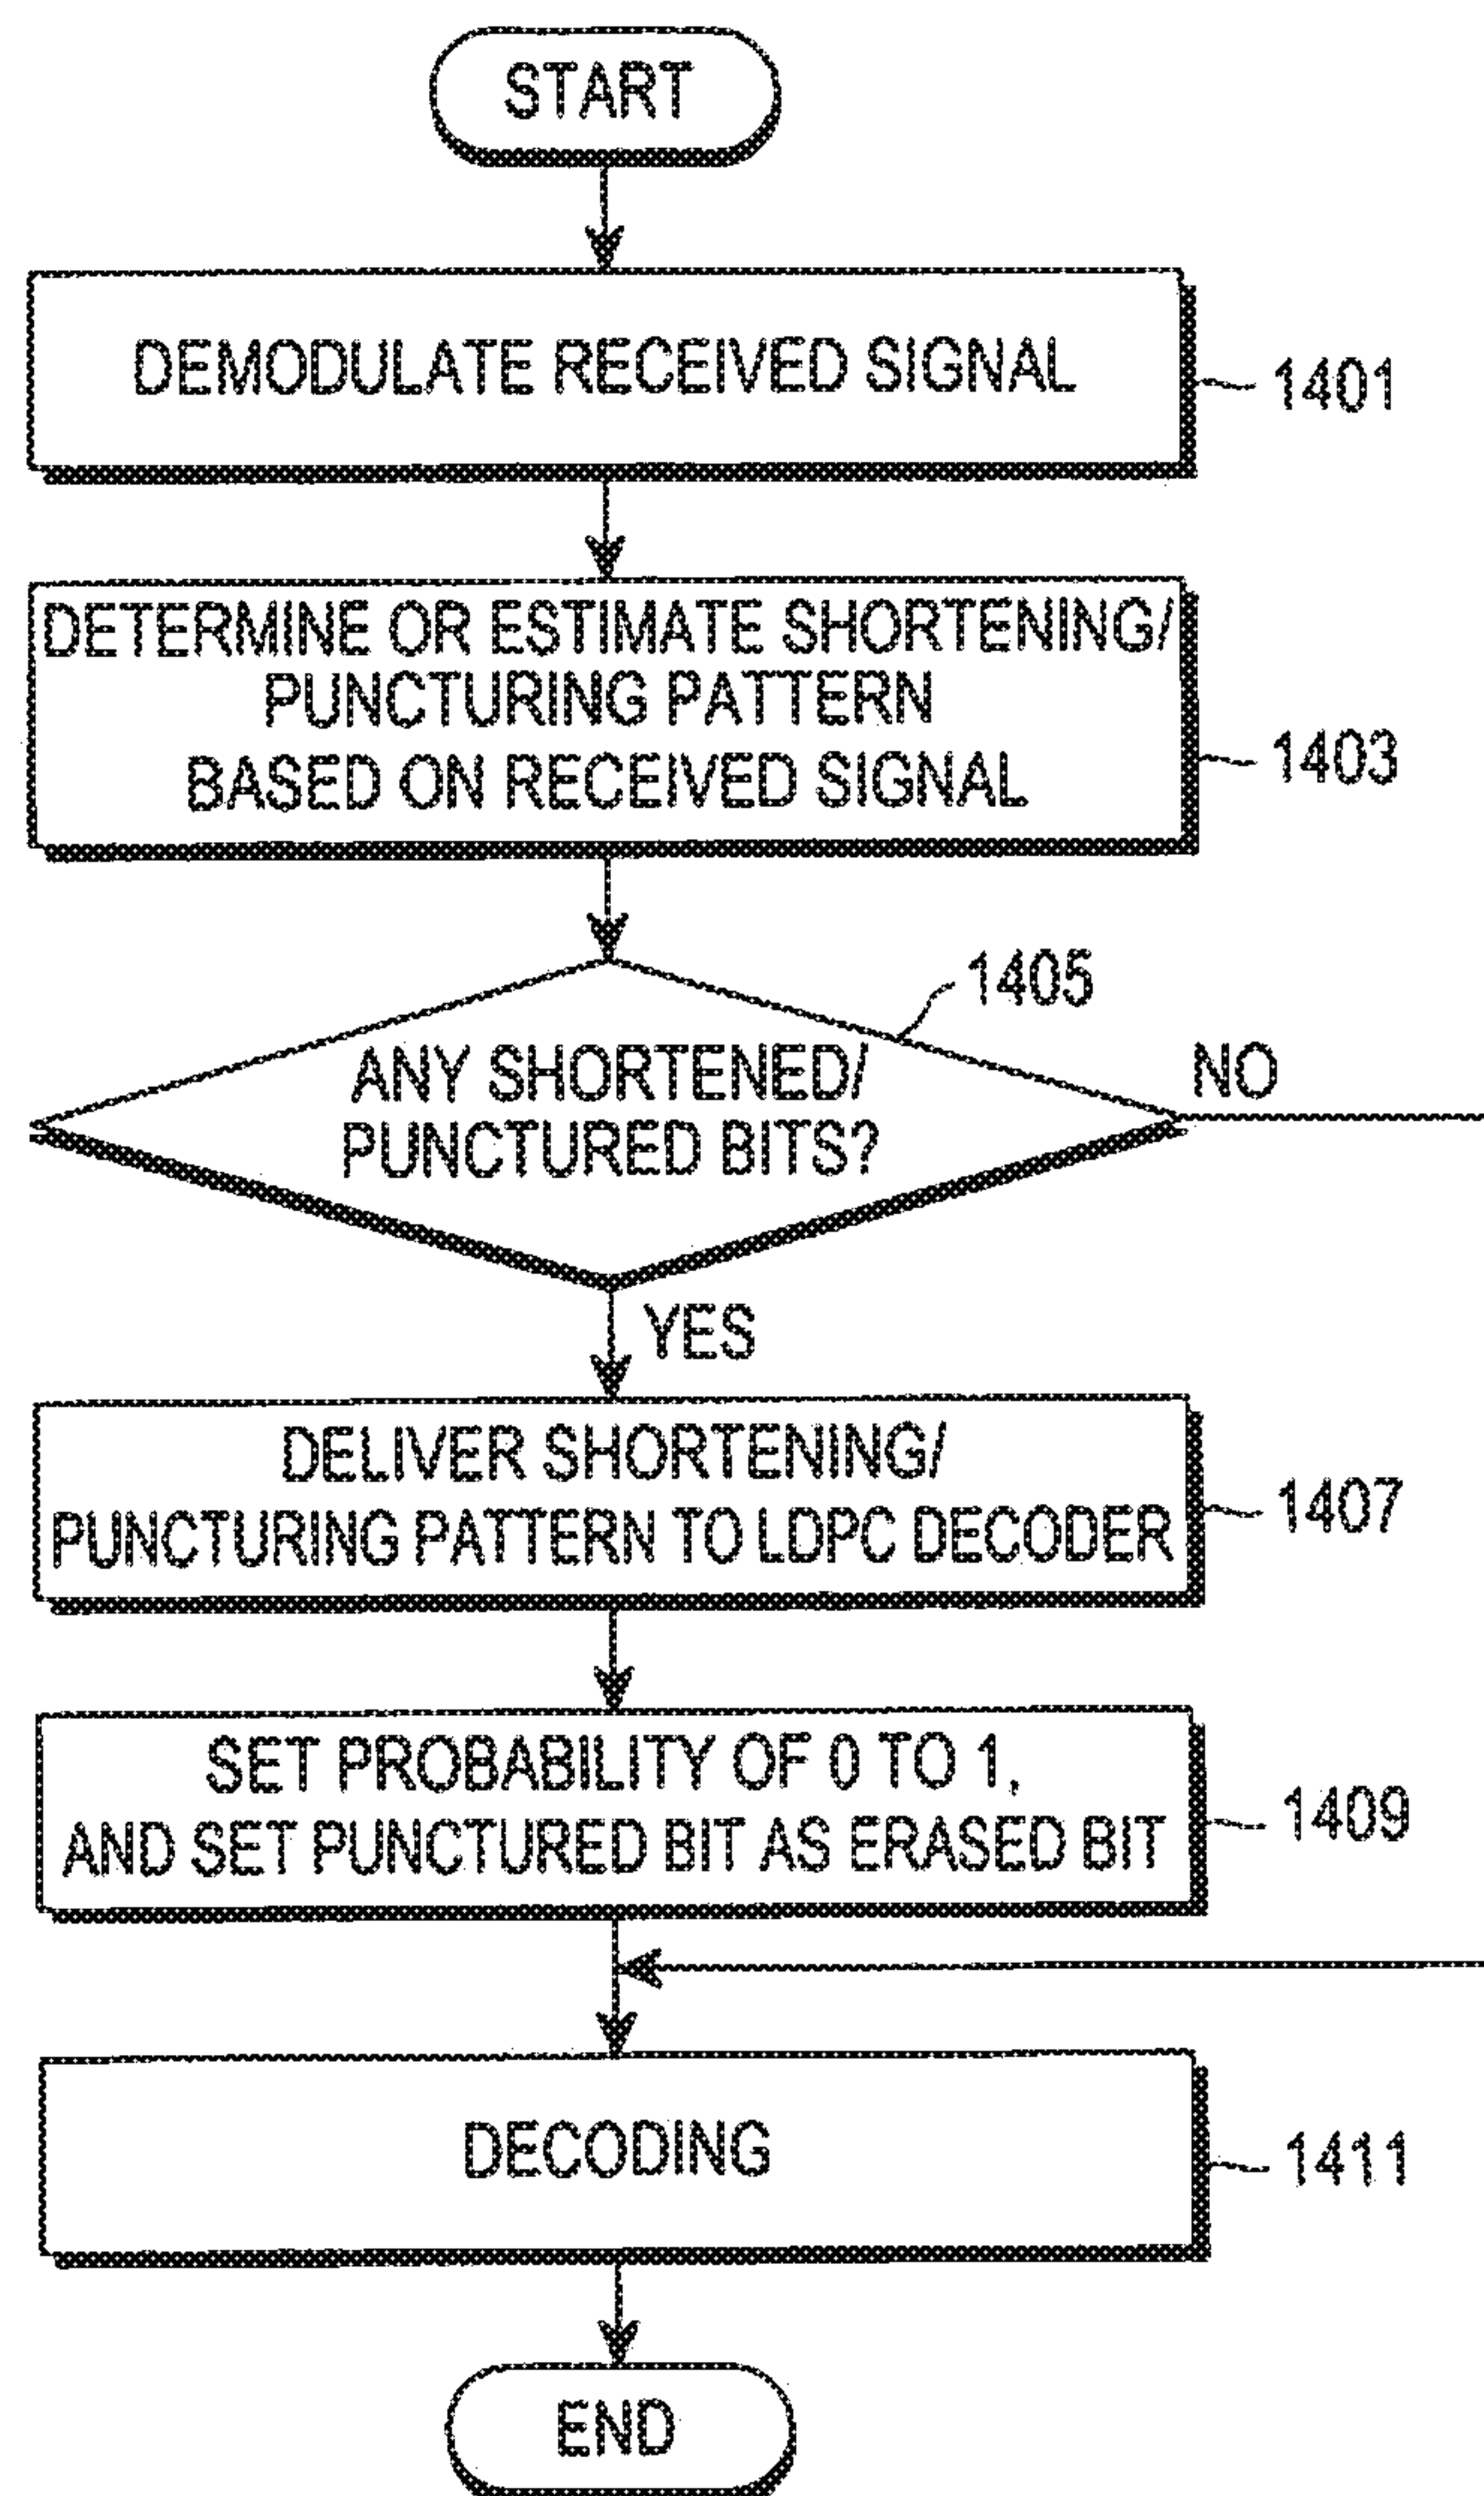 START
DEMODULATE RECEIVED SIGNAL
1401
DETERMINE OR ESTIMATE SHORTENING/
PUNCTURING PATTERN
BASED ON RECEIVED SIGNAL
1403
1405
ANY SHORTENED/
PUNCTURED BITS?
NO
YES
DELIVER SHORTENING/
PUNCTURING PATTERN TO LDPC DECODER
1407
SET PROBABILITY OF 0 TO 1,
AND SET PUNCTURED BIT AS ERASED BIT
1409
DECODING
1411
END